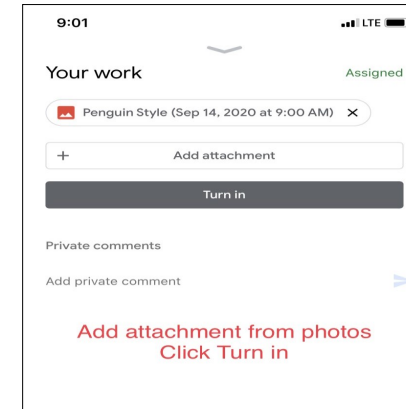 9:01
LTE
Your work
Assigned
Penguin Style (Sep 14, 2020 at 9:00 AM) ×
+ Add attachment
Turn in
Private comments
Add private comment
Add attachment from photos
Click Turn in